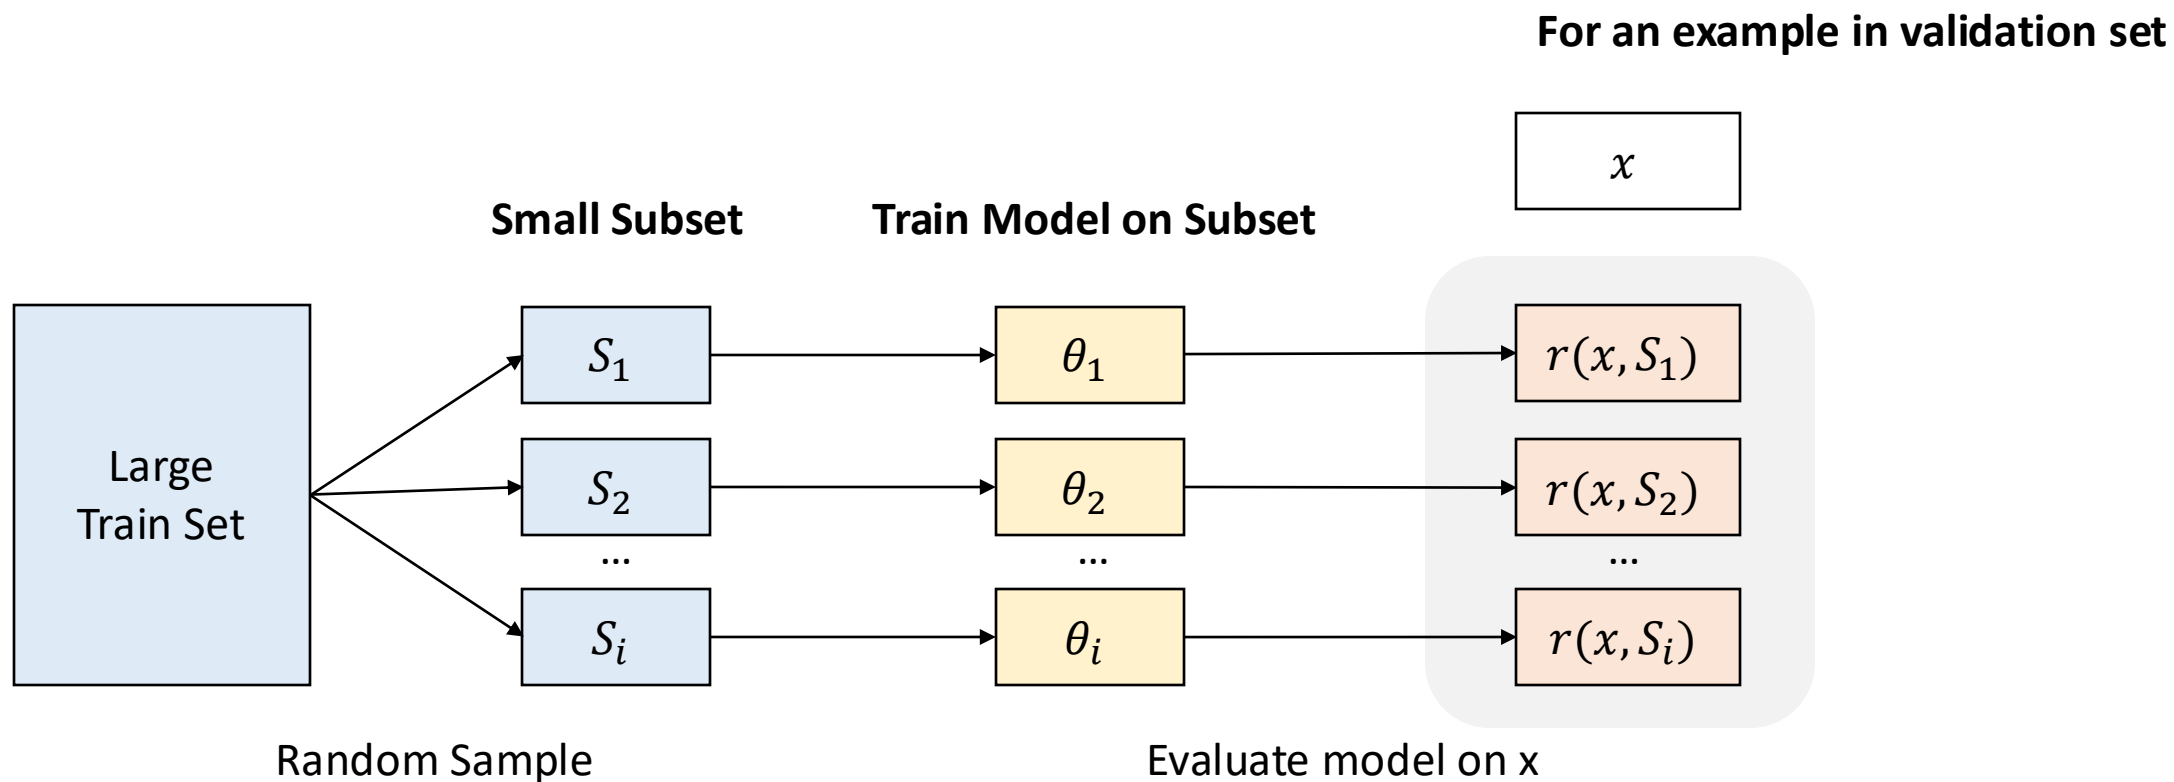 For an example in validation set
x
Small Subset
Train Model on Subset
Large
Train Set
S₁
θ₁
r(x, S₁)
S₂
θ₂
r(x, S₂)
...
...
...
Sᵢ
θᵢ
r(x, Sᵢ)
Random Sample
Evaluate model on x